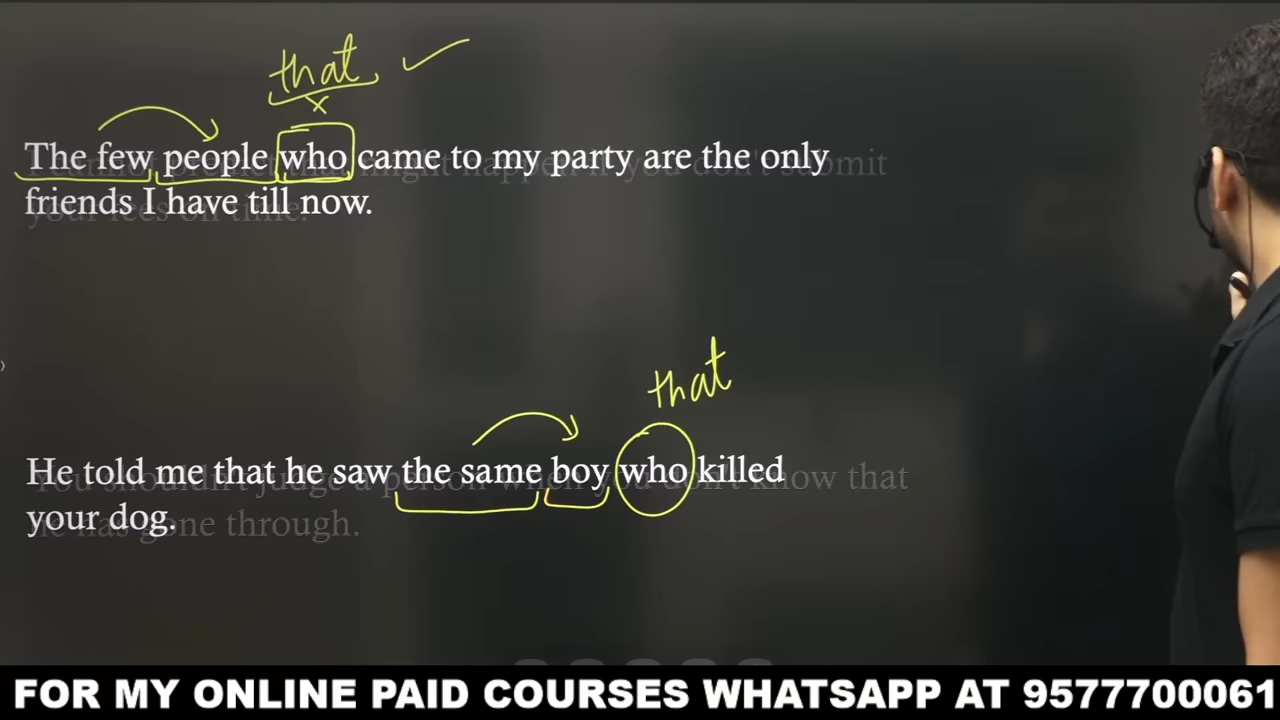 that
The few people who came to my party are the only
friends I have till now.
that
He told me that he saw the same boy who killed
your dog.
FOR MY ONLINE PAID COURSES WHATSAPP AT 9577700061